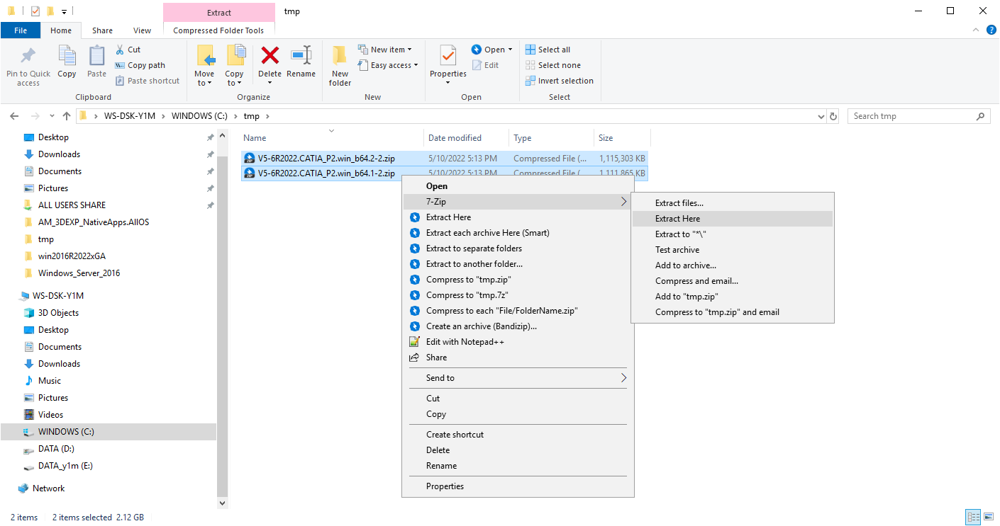 Extract
tmp
File
Home
Share
View
Compressed Folder Tools
Pin to Quick access
Copy
Paste
Cut
Copy path
Paste shortcut
Clipboard
Move to
Copy to
Delete
Rename
Organize
New folder
New item
Easy access
New
Properties
Open
Edit
Open
Select all
Select none
Invert selection
Select
WS-DSK-Y1M > WINDOWS (C:) > tmp >
Search tmp
Desktop
Downloads
Documents
Pictures
ALL USERS SHARE
AM_3DEXP_NativeApps.AllOS
tmp
win2016R2022xGA
Windows_Server_2016
WS-DSK-Y1M
3D Objects
Desktop
Documents
Downloads
Music
Pictures
Videos
WINDOWS (C:)
DATA (D:)
DATA_y1m (E:)
Network
Name Date modified Type Size
V5-6R2022.CATIA_P2.win_b64.2-2.zip 5/10/2022 5:13 PM Compressed File (... 1,115,303 KB
V5-6R2022.CATIA_P2.win_b64.1-2.zip 5/10/2022 5:13 PM Compressed File (... 1,111,865 KB
Open
7-Zip
Extract Here
Extract each archive Here (Smart)
Extract to separate folders
Extract to another folder...
Compress to "tmp.zip"
Compress to "tmp.7z"
Compress to each "File/FolderName.zip"
Create an archive (Bandizip)...
Edit with Notepad++
Share
Send to
Cut
Copy
Create shortcut
Delete
Rename
Properties
Extract files...
Extract Here
Extract to "*\"
Test archive
Add to archive...
Compress and email...
Add to "tmp.zip"
Compress to "tmp.zip" and email
2 items
2 items selected 2.12 GB